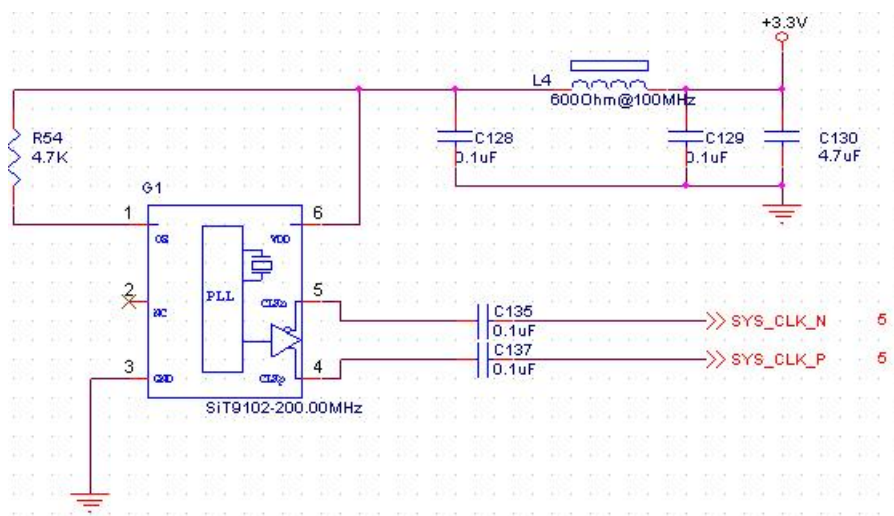 +3.3V
L4
600Ohm@100MHz
R54
4.7K
C128
0.1uF
C129
0.1uF
C130
4.7uF
G1
1
6
OE
VDD
2
NC
PLL
5
CLKn
C135
0.1uF
SYS_CLK_N
5
C137
0.1uF
SYS_CLK_P
5
3
GND
CLKp
4
SiT9102-200.00MHz